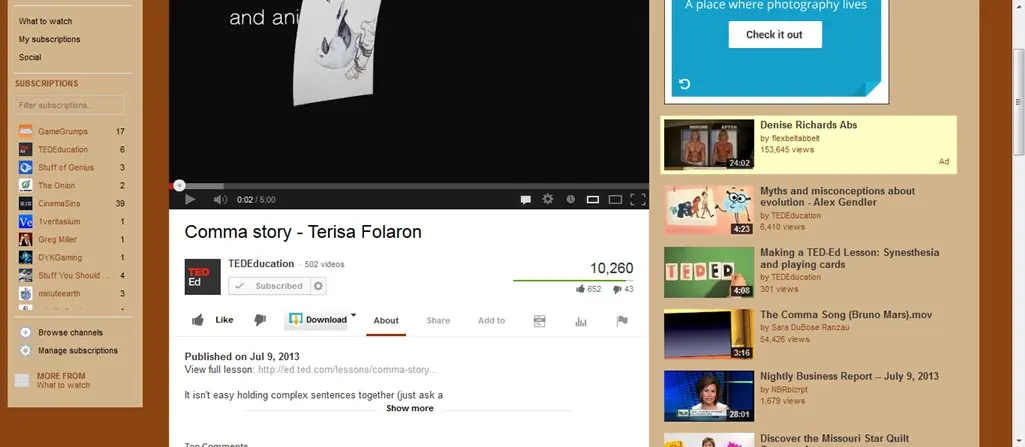 What to watch
My subscriptions
Social
SUBSCRIPTIONS
Filter subscriptions...
GameGrumps 17
TEDEducation 6
Stuff of Genius 3
The Onion 2
CinemaSins 39
1veritasium 1
Greg Miller 1
DYKGaming 1
Stuff You Should ... 4
minuteearth 3
Browse channels
Manage subscriptions
MORE FROM
What to watch
and ani
0:02 / 5:00
Comma story - Terisa Folaron
TED Ed
TEDEducation · 502 videos
Subscribed
10,260
652 43
Like
Download
About
Share
Add to
Published on Jul 9, 2013
View full lesson: http://ed.ted.com/lessons/comma-story...
It isn't easy holding complex sentences together (just ask a
Show more
Top Comments
A place where photography lives
Check it out
BEFORE AFTER
24:02
Denise Richards Abs
by flexbeltabbelt
153,645 views
Ad
4:23
Myths and misconceptions about
evolution - Alex Gendler
by TEDEducation
6,410 views
TED ED
4:08
Making a TED-Ed Lesson: Synesthesia
and playing cards
by TEDEducation
301 views
3:16
The Comma Song (Bruno Mars).mov
by Sara DuBose Ranzau
54,426 views
28:01
Nightly Business Report -- July 9, 2013
by NBRbizrpt
1,679 views
Discover the Missouri Star Quilt